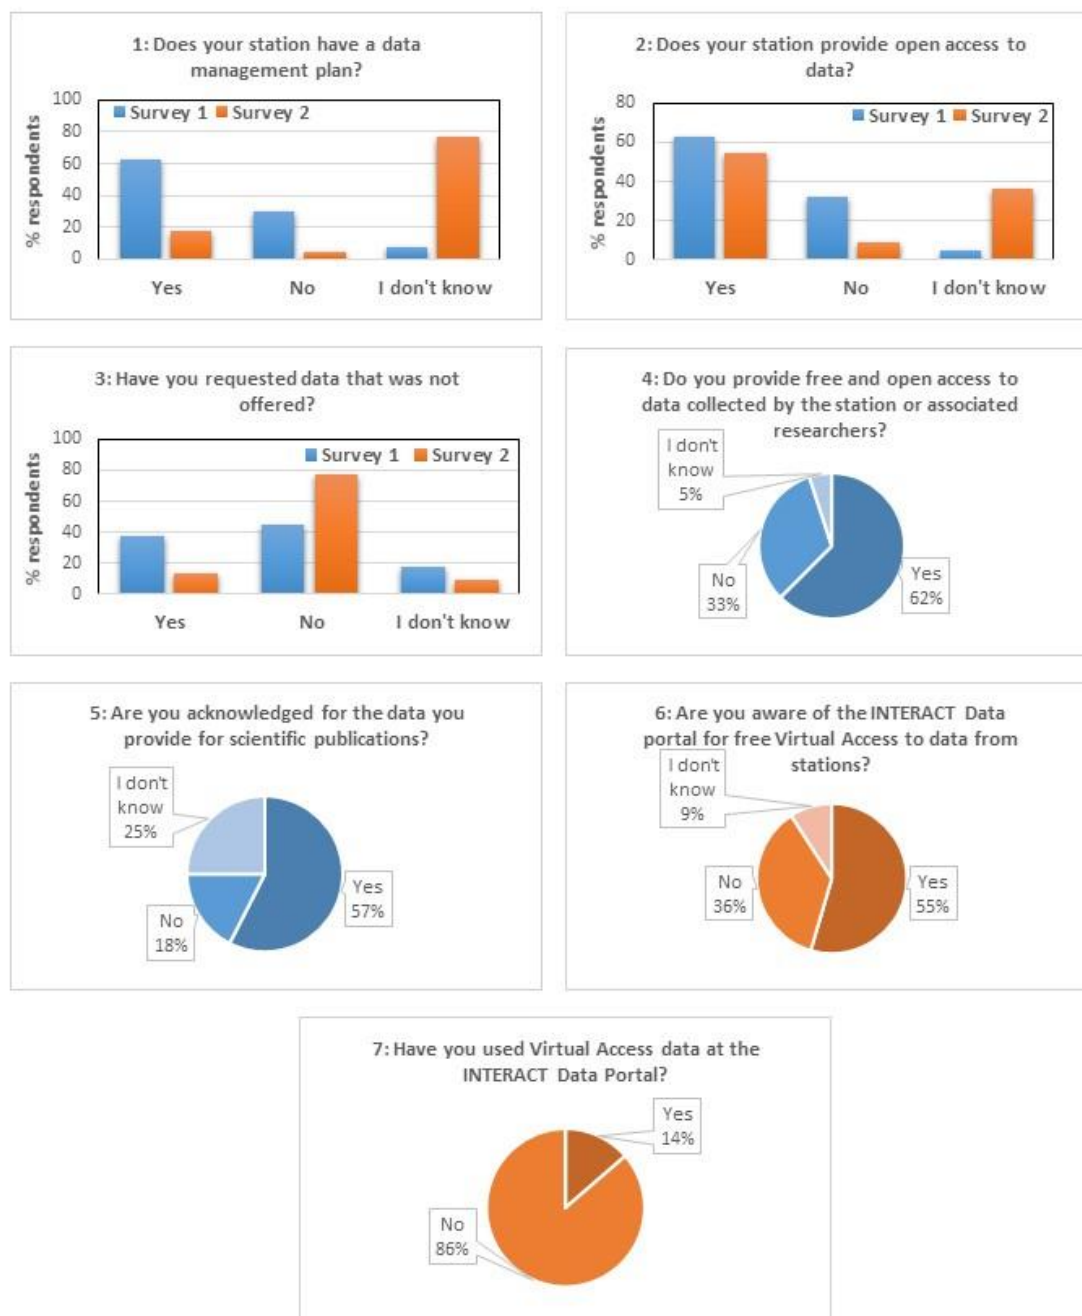 1: Does your station have a data
management plan?
100
80
60
40
20
0
% respondents
Survey 1 Survey 2
Yes No I don't know
2: Does your station provide open access to
data?
80
60
40
20
0
% respondents
Survey 1 Survey 2
Yes No I don't know
3: Have you requested data that was not
offered?
100
80
60
40
20
0
% respondents
Survey 1 Survey 2
Yes No I don't know
4: Do you provide free and open access to
data collected by the station or associated
researchers?
I don't
know
5%
No
33%
Yes
62%
5: Are you acknowledged for the data you
provide for scientific publications?
I don't
know
25%
Yes
57%
No
18%
6: Are you aware of the INTERACT Data
portal for free Virtual Access to data from
stations?
I don't
know
9%
No
36%
Yes
55%
7: Have you used Virtual Access data at the
INTERACT Data Portal?
Yes
14%
No
86%